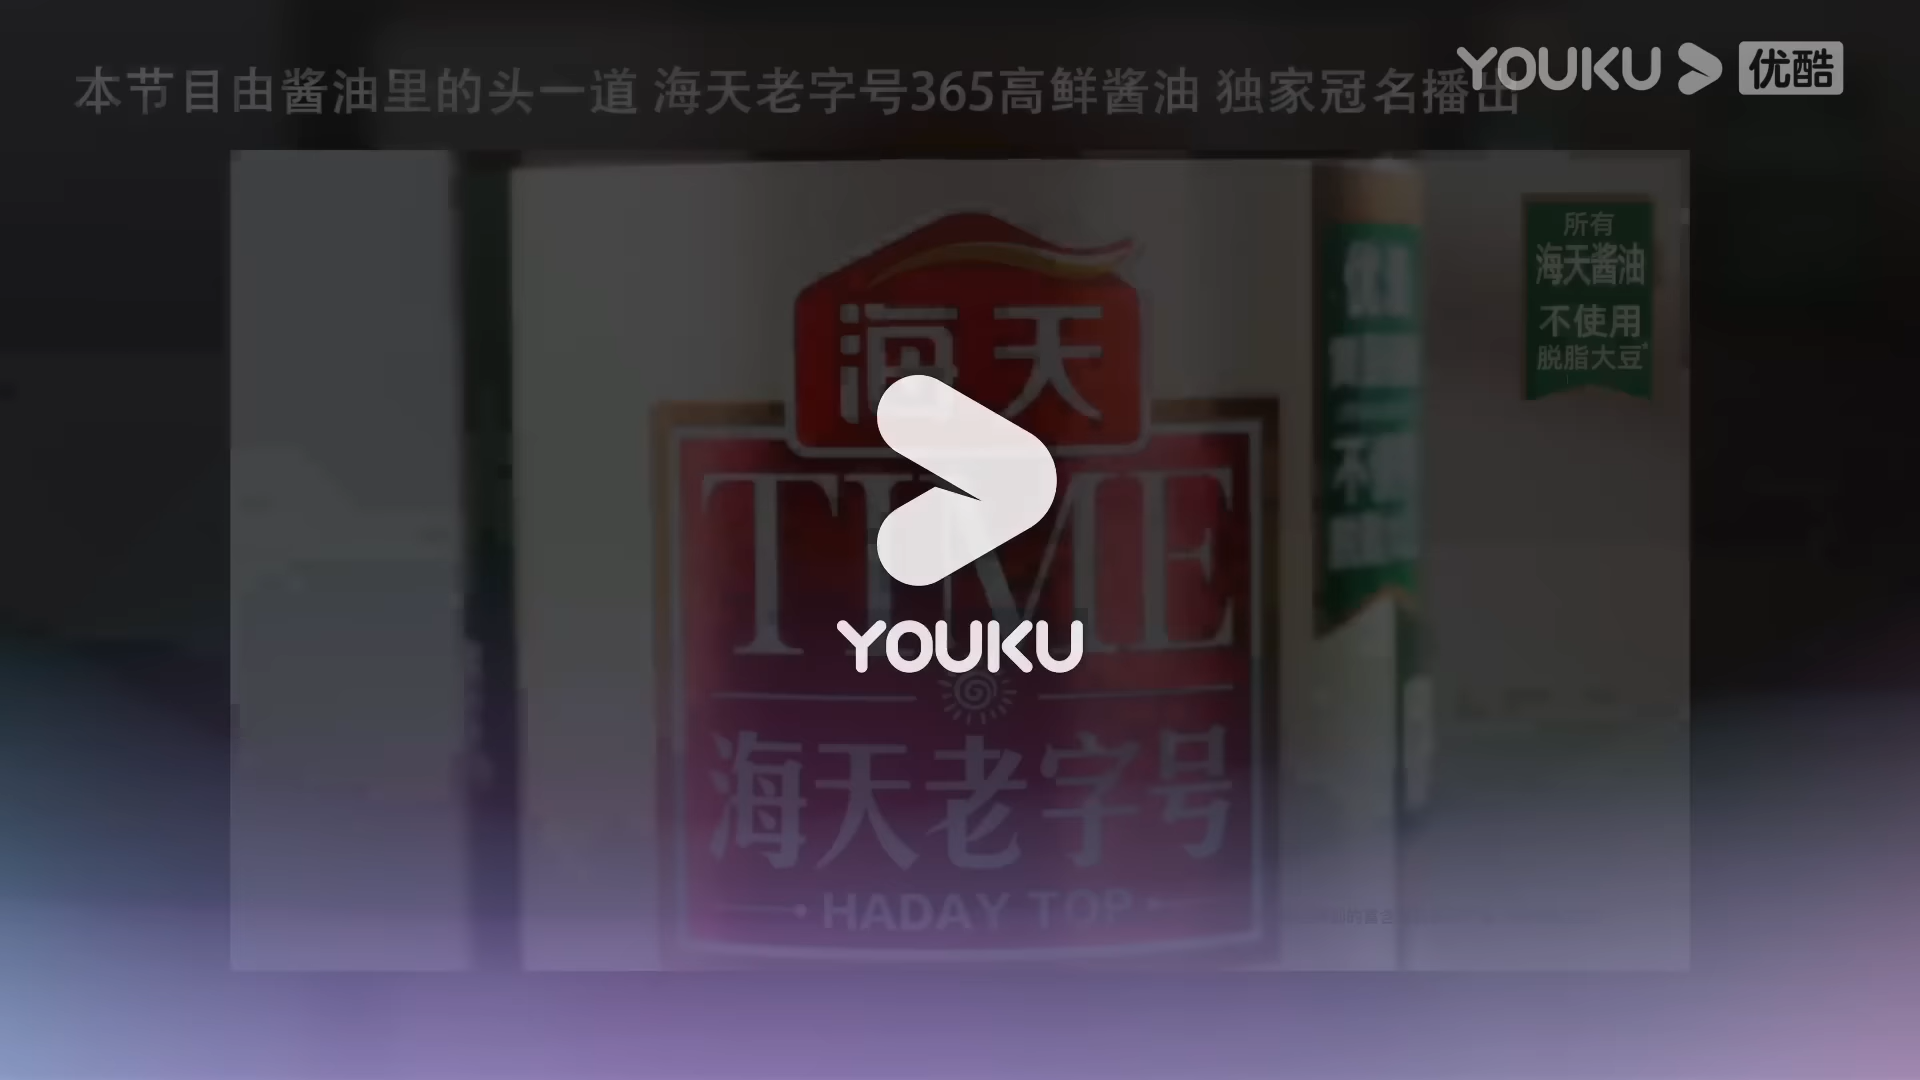 本节目由酱油里的头一道 海天老字号365高鲜酱油 独家冠名播出
YOUKU 优酷
所有
海天酱油
不使用
脱脂大豆*
海天
TIME
YOUKU
海天老字号
HADAY TOP